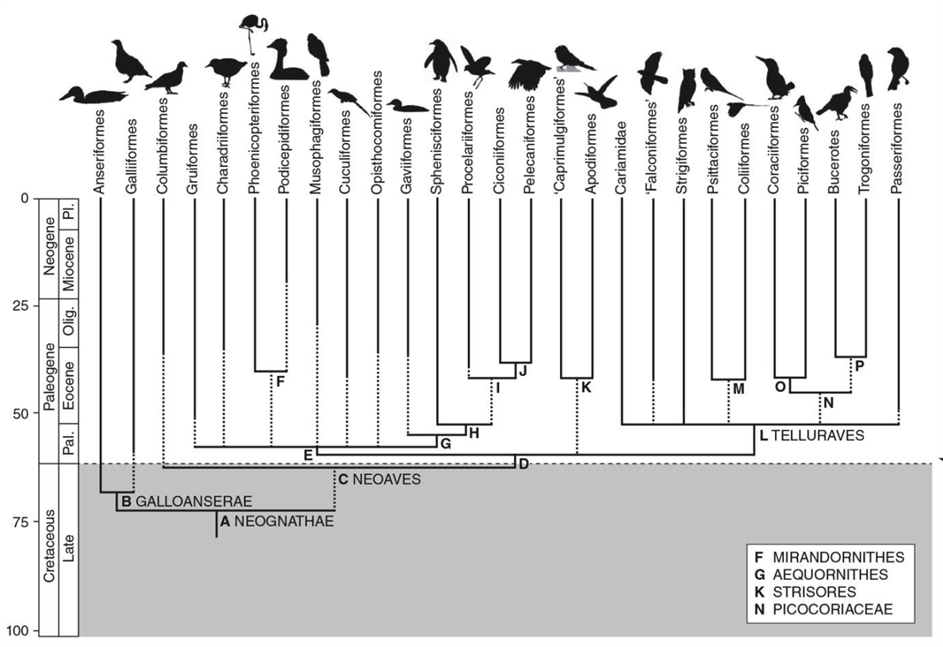 Anseriformes
Galliiformes
Columbiformes
Gruiformes
Charadriiformes
Phoenicopteriformes
Podicepidiformes
Musophagiformes
Cuculiformes
Opisthocomiformes
Gaviiformes
Sphenisciformes
Procelariiformes
Ciconiiformes
Pelecaniformes
'Caprimulgiformes'
Apodiformes
Cariamidae
'Falconiformes'
Strigiformes
Psittaciformes
Coliiformes
Coraciiformes
Piciformes
Bucerotes
Trogoniformes
Passeriformes
0
25
50
75
100
Neogene
Paleogene
Cretaceous
Pl.
Miocene
Olig.
Eocene
Pal.
Late
F
J
I
K
M
O
P
N
H
G
E
L TELLURAVES
D
C NEOAVES
B GALLOANSERAE
A NEOGNATHAE
F MIRANDORNITHES
G AEQUORNITHES
K STRISORES
N PICOCORIACEAE